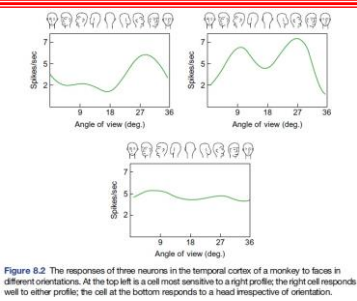 7
5
2
Spikes/sec
9 18 27 36
Angle of view (deg.)
7
5
2
Spikes/sec
9 18 27 36
Angle of view (deg.)
7
5
2
Spikes/sec
9 18 27 36
Angle of view (deg.)
Figure 8.2 The responses of three neurons in the temporal cortex of a monkey to faces in
different orientations. At the top left is a cell most sensitive to a right profile; the right cell responds
well to either profile; the cell at the bottom responds to a head irrespective of orientation.